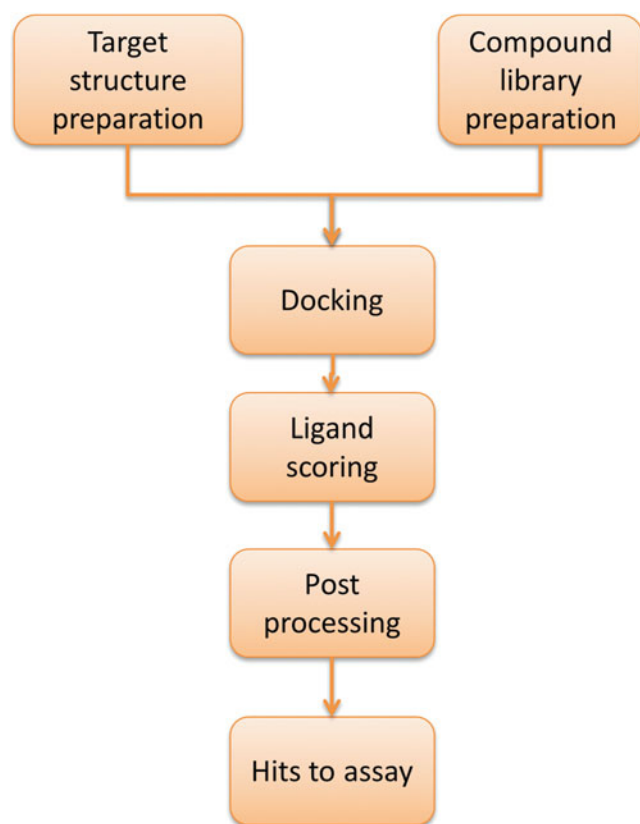 Target
structure
preparation
Compound
library
preparation
Docking
Ligand
scoring
Post
processing
Hits to assay